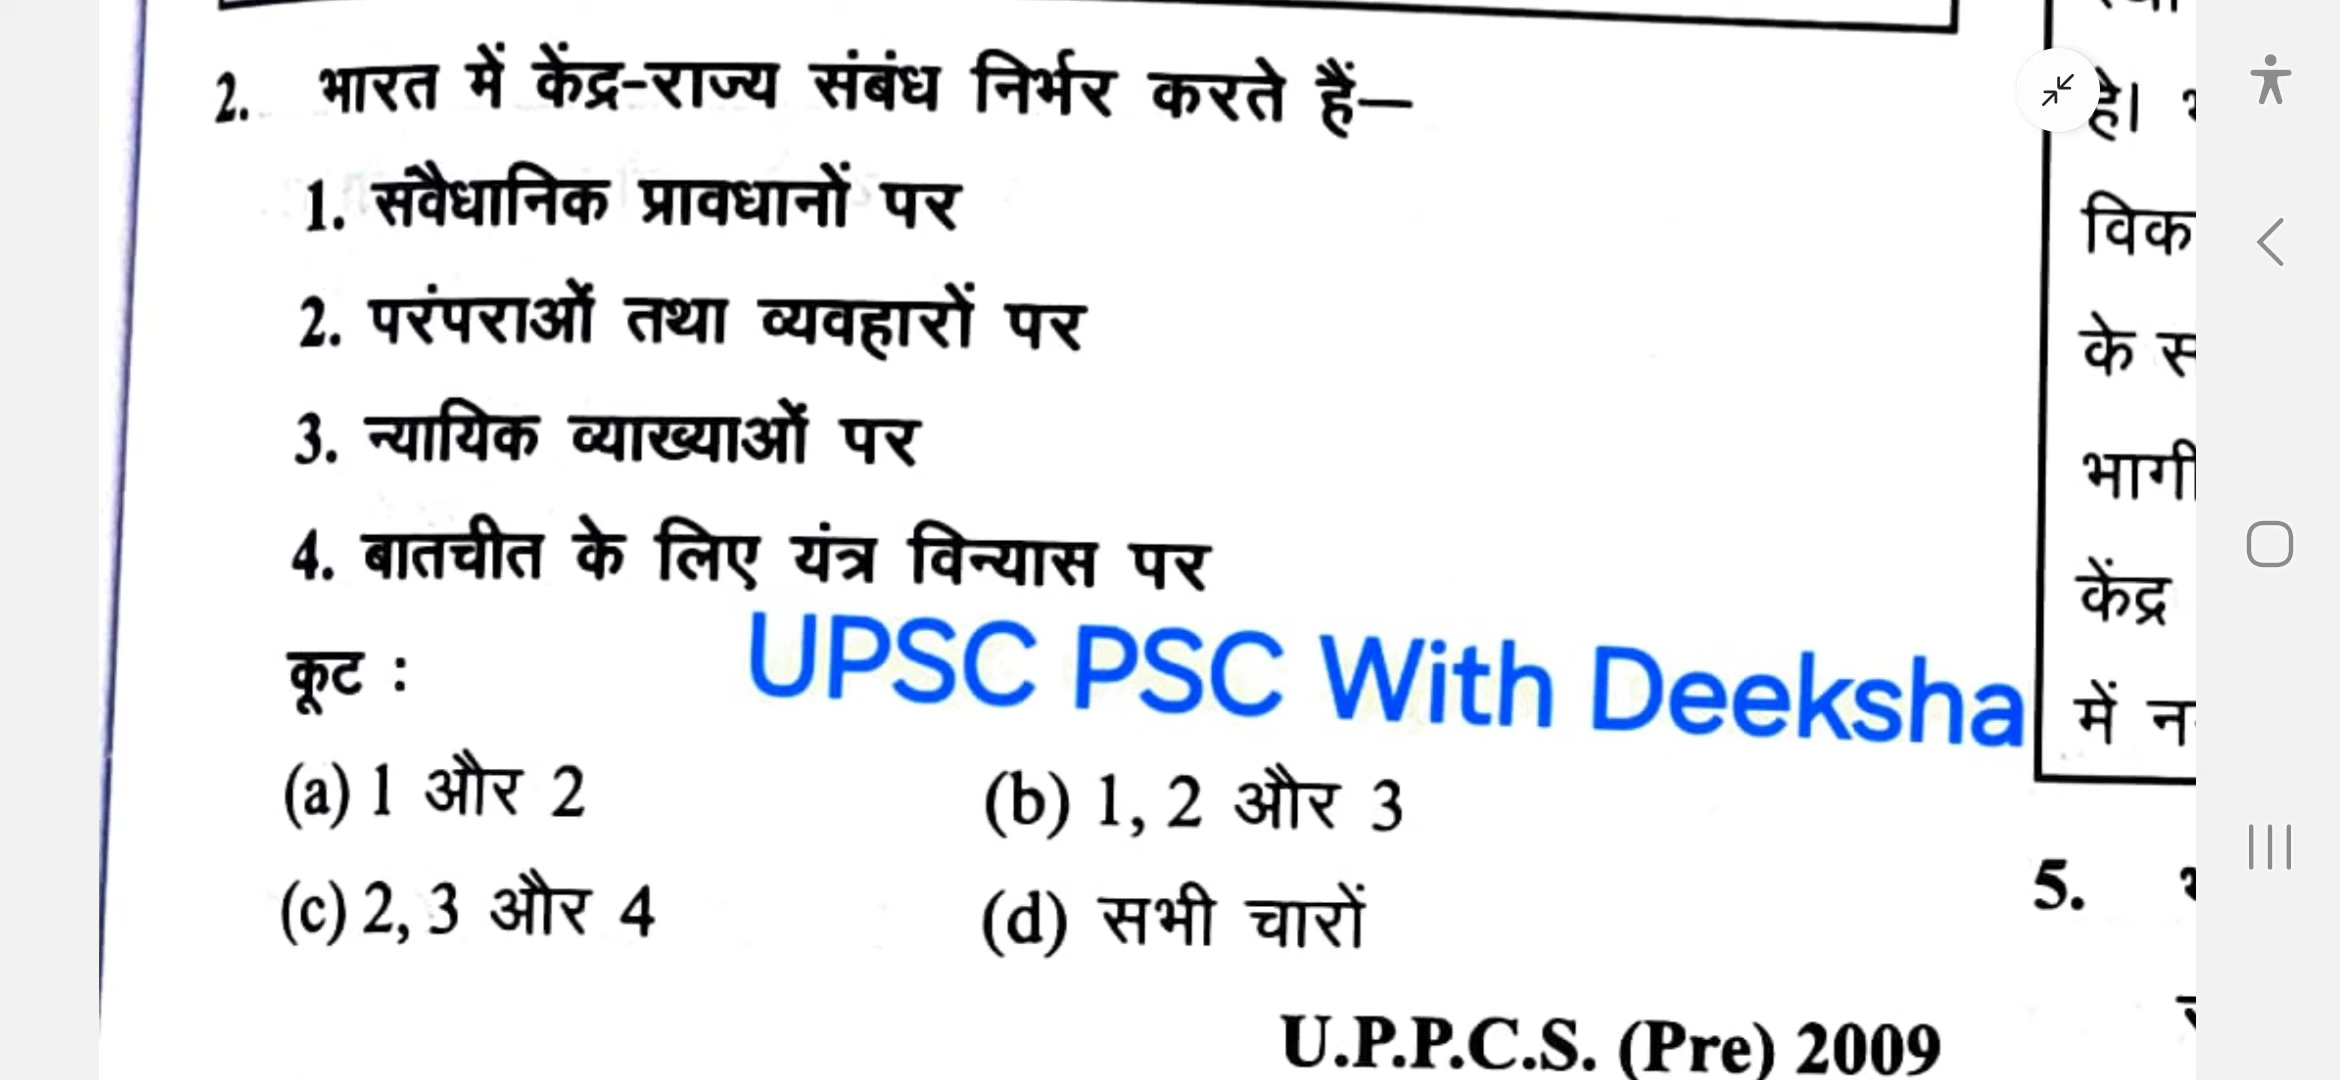 2. भारत में केंद्र-राज्य संबंध निर्भर करते हैं—
1. संवैधानिक प्रावधानों पर
2. परंपराओं तथा व्यवहारों पर
3. न्यायिक व्याख्याओं पर
4. बातचीत के लिए यंत्र विन्यास पर
कूट :
UPSC PSC With Deeksha
(a) 1 और 2 (b) 1, 2 और 3
(c) 2, 3 और 4 (d) सभी चारों
U.P.P.C.S. (Pre) 2009
है।
के
केंद्र
में
5.